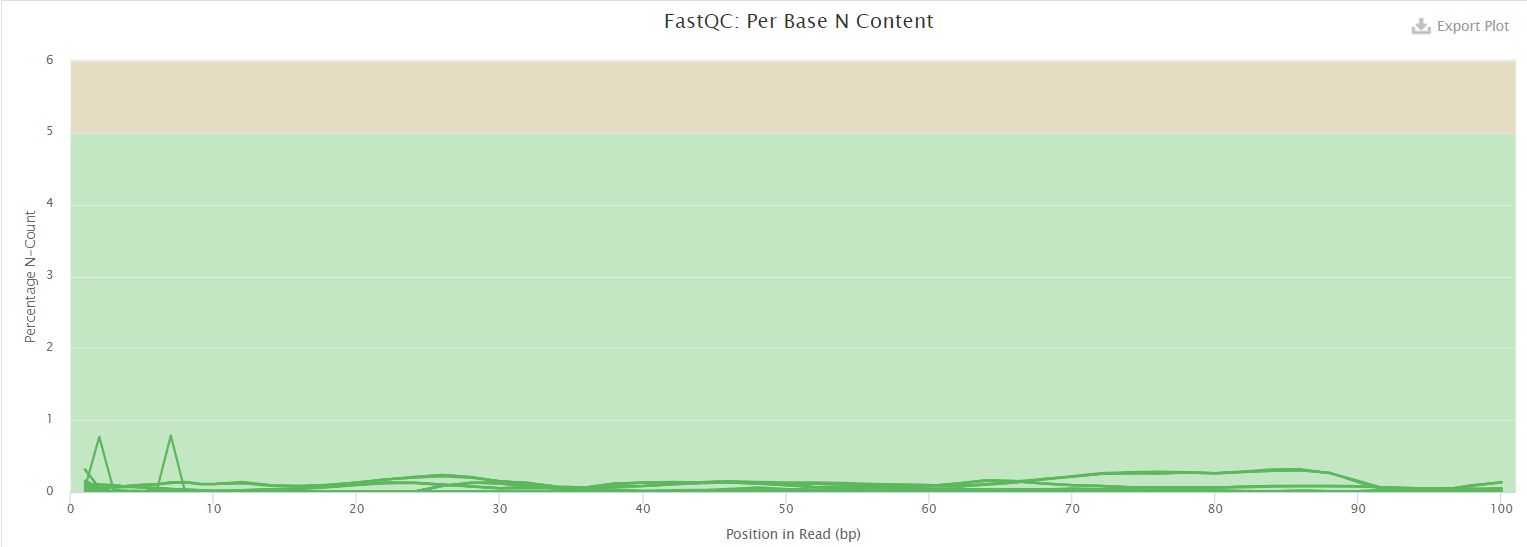 FastQC: Per Base N Content
Export Plot
Percentage N-Count
6
5
4
3
2
1
0
0 10 20 30 40 50 60 70 80 90 100
Position in Read (bp)